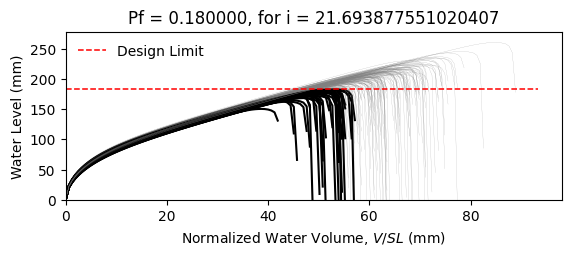 Pf = 0.180000, for i = 21.693877551020407
Design Limit
Water Level (mm)
250
200
150
100
50
0
0 20 40 60 80
Normalized Water Volume, V/SL (mm)